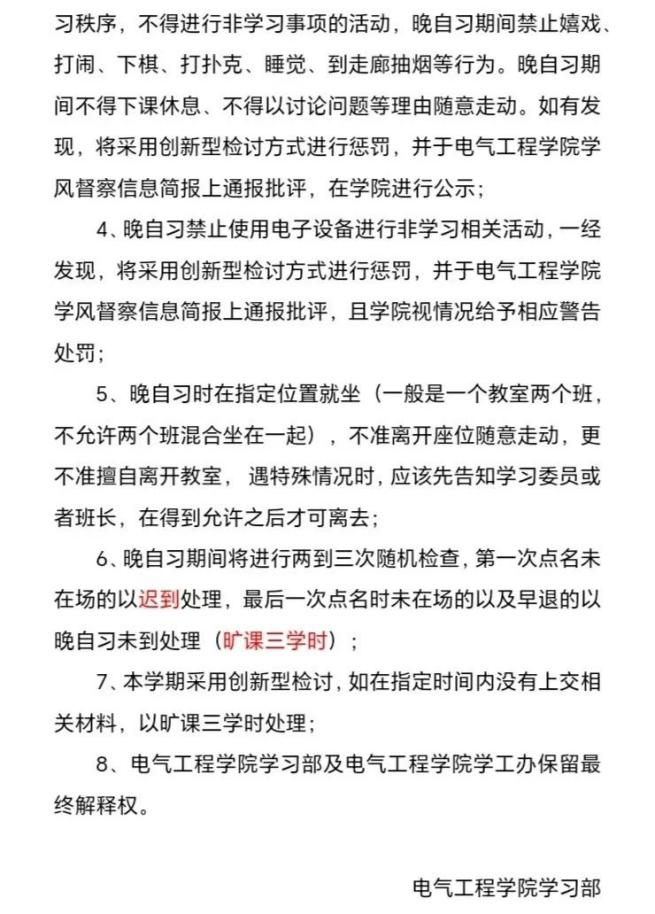 习秩序，不得进行非学习事项的活动，晚自习期间禁止嬉戏、
打闹、下棋、打扑克、睡觉、到走廊抽烟等行为。晚自习期
间不得下课休息、不得以讨论问题等理由随意走动。如有发
现，将采用创新型检讨方式进行惩罚，并于电气工程学院学
风督察信息简报上通报批评，在学院进行公示；
4、晚自习禁止使用电子设备进行非学习相关活动，一经
发现，将采用创新型检讨方式进行惩罚，并于电气工程学院
学风督察信息简报上通报批评，且学院视情况给予相应警告
处罚；
5、晚自习时在指定位置就坐（一般是一个教室两个班，
不允许两个班混合坐在一起），不准离开座位随意走动，更
不准擅自离开教室， 遇特殊情况时，应该先告知学习委员或
者班长，在得到允许之后才可离去；
6、晚自习期间将进行两到三次随机检查，第一次点名未
在场的以迟到处理，最后一次点名时未在场的以及早退的以
晚自习未到处理（旷课三学时）；
7、本学期采用创新型检讨，如在指定时间内没有上交相
关材料，以旷课三学时处理；
8、电气工程学院学习部及电气工程学院学工办保留最
终解释权。
电气工程学院学习部